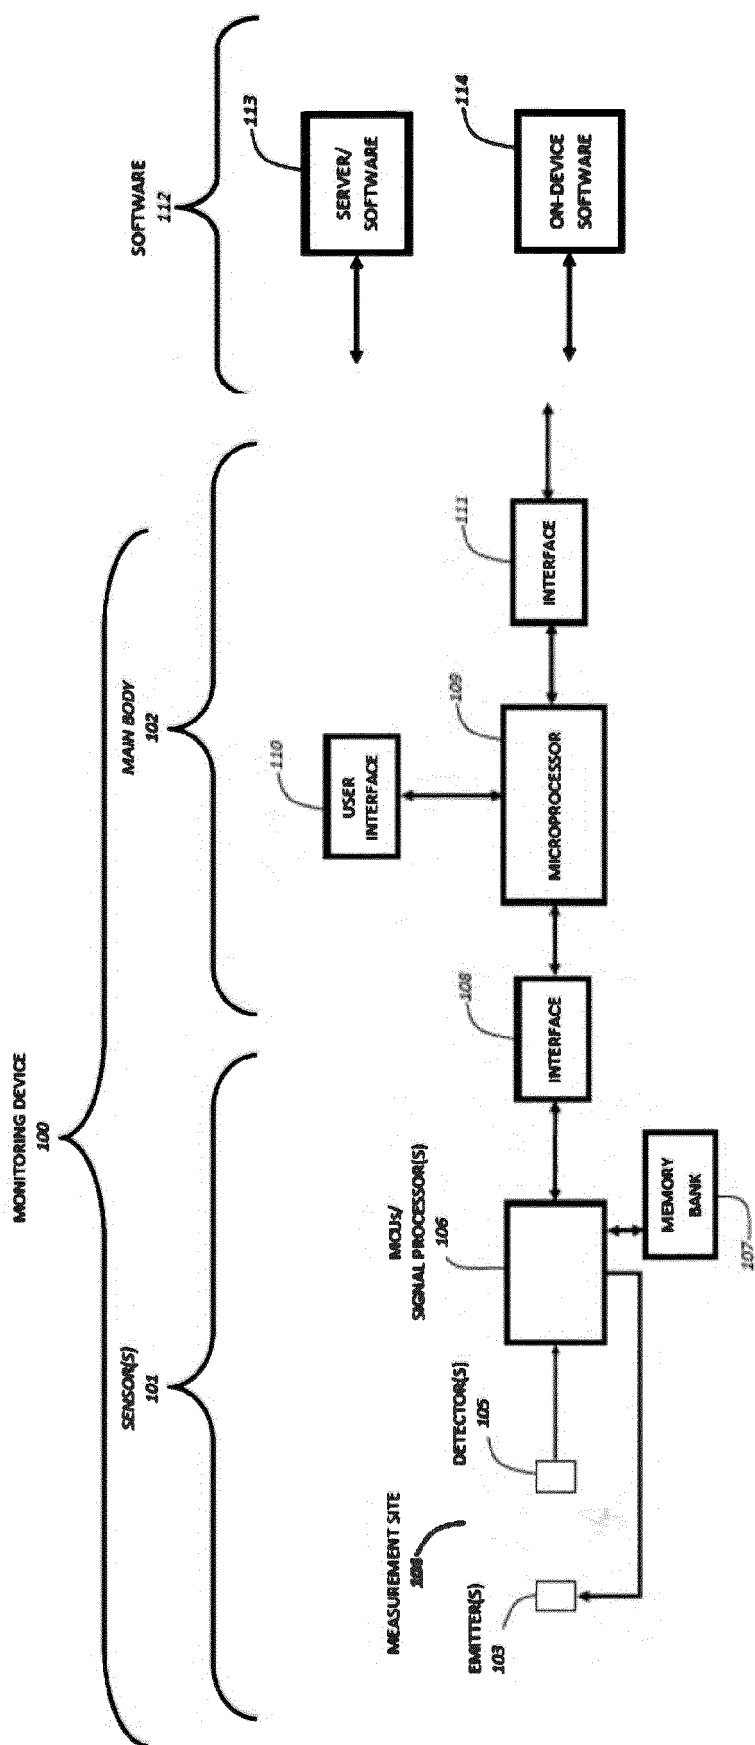 MONITORING DEVICE
100
SENSOR(S)
101
MAIN BODY
102
SOFTWARE
112
113
SERVER/
SOFTWARE
110
USER
INTERFACE
MEASUREMENT SITE
MCUs/
SIGNAL PROCESSOR(S)
106
EMITTER(S)
103
DETECTOR(S)
105
108
INTERFACE
109
MICROPROCESSOR
111
INTERFACE
114
ON-DEVICE
SOFTWARE
MEMORY
BANK
107